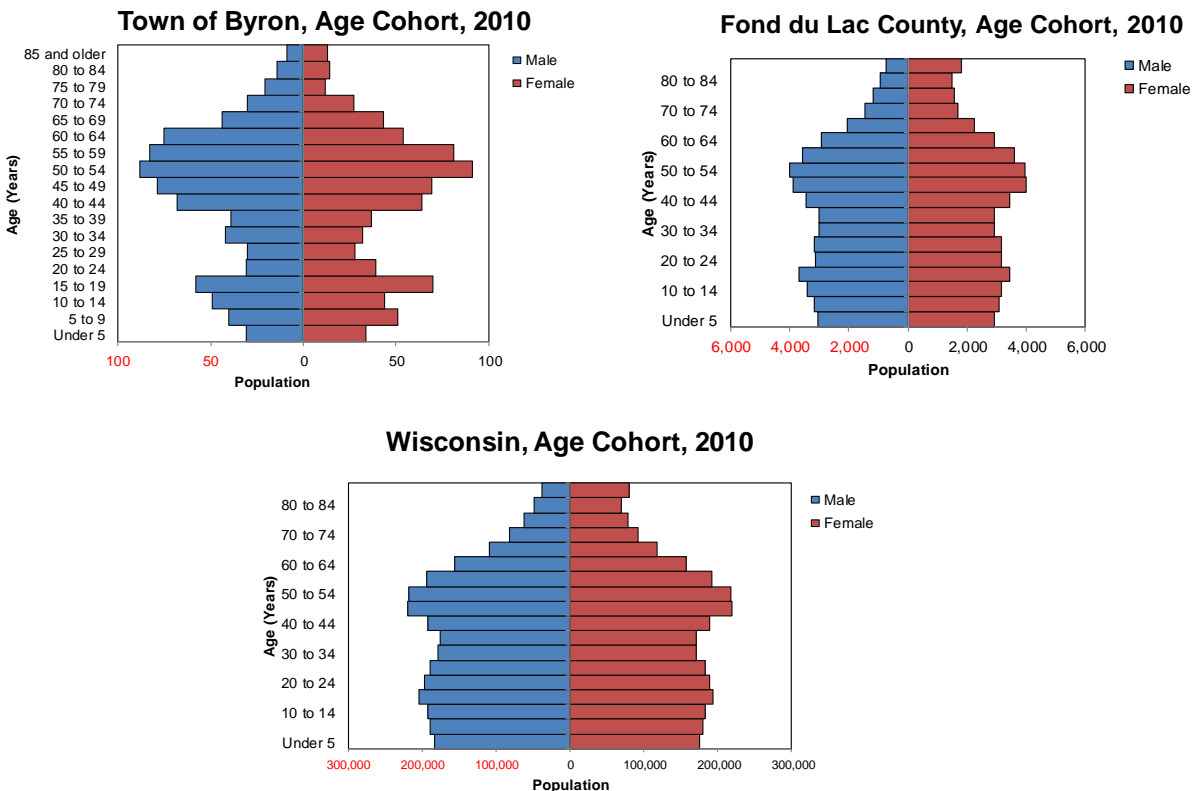 Town of Byron, Age Cohort, 2010
85 and older
80 to 84
75 to 79
70 to 74
65 to 69
60 to 64
55 to 59
50 to 54
45 to 49
40 to 44
35 to 39
30 to 34
25 to 29
20 to 24
15 to 19
10 to 14
5 to 9
Under 5
Age (Years)
100 50 0 50 100
Population
Male
Female
Fond du Lac County, Age Cohort, 2010
80 to 84
70 to 74
60 to 64
50 to 54
40 to 44
30 to 34
20 to 24
10 to 14
Under 5
Age (Years)
6,000 4,000 2,000 0 2,000 4,000 6,000
Population
Male
Female
Wisconsin, Age Cohort, 2010
80 to 84
70 to 74
60 to 64
50 to 54
40 to 44
30 to 34
20 to 24
10 to 14
Under 5
Age (Years)
300,000 200,000 100,000 0 100,000 200,000 300,000
Population
Male
Female